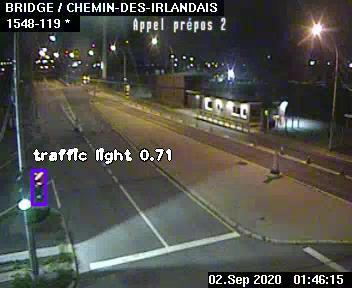 BRIDGE / CHEMIN-DES-IRLANDAIS
1548-119 *
Appel prépos 2
traffic light 0.71
02.Sep 2020 01:46:15